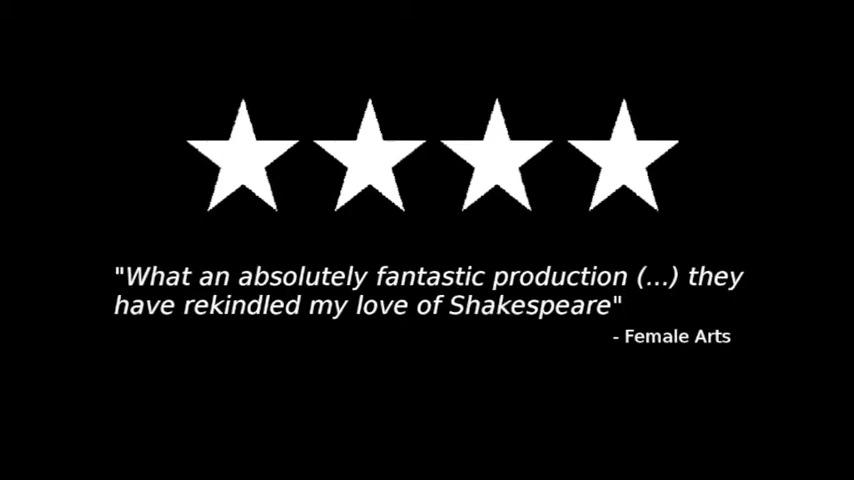 "What an absolutely fantastic production (...) they
have rekindled my love of Shakespeare"
- Female Arts